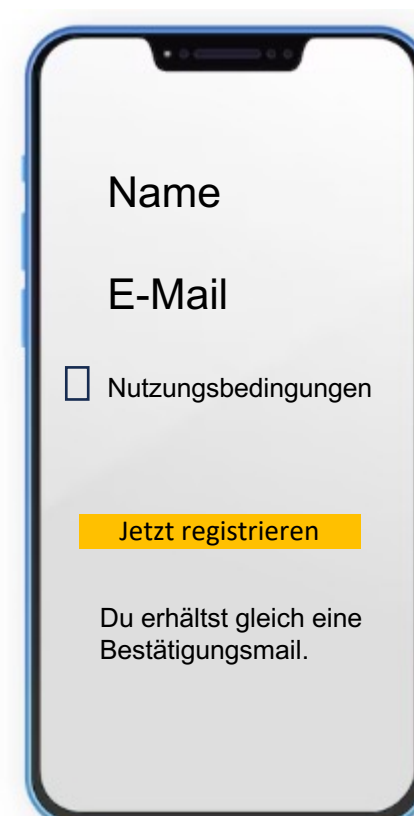 Name
E-Mail
Nutzungsbedingungen
Jetzt registrieren
Du erhältst gleich eine
Bestätigungsmail.